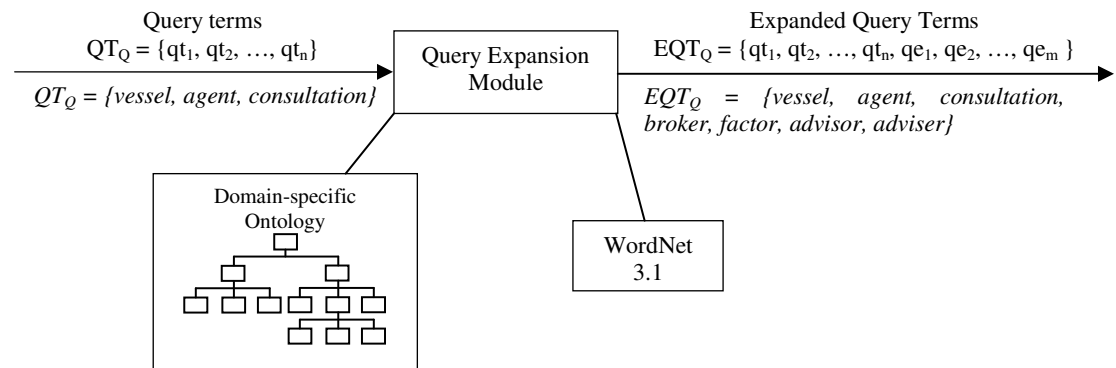 Query terms
QT_Q = {qt_1, qt_2, …, qt_n}
QT_Q = {vessel, agent, consultation}
Query Expansion
Module
Expanded Query Terms
EQT_Q = {qt_1, qt_2, …, qt_n, qe_1, qe_2, …, qe_m }
EQT_Q = {vessel, agent, consultation,
broker, factor, advisor, adviser}
Domain-specific
Ontology
WordNet
3.1